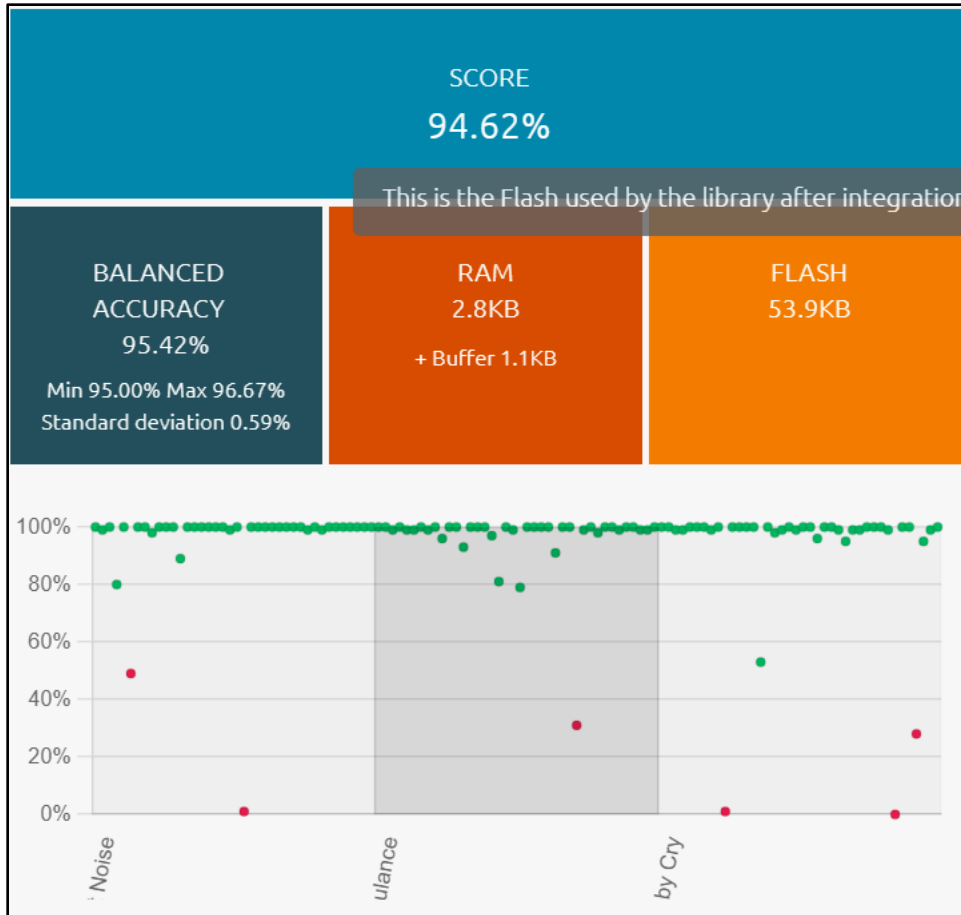 SCORE
94.62%
This is the Flash used by the library after integration
BALANCED
ACCURACY
95.42%
Min 95.00% Max 96.67%
Standard deviation 0.59%
RAM
2.8KB
+ Buffer 1.1KB
FLASH
53.9KB
100%
80%
60%
40%
20%
0%
Noise
ulance
by Cry